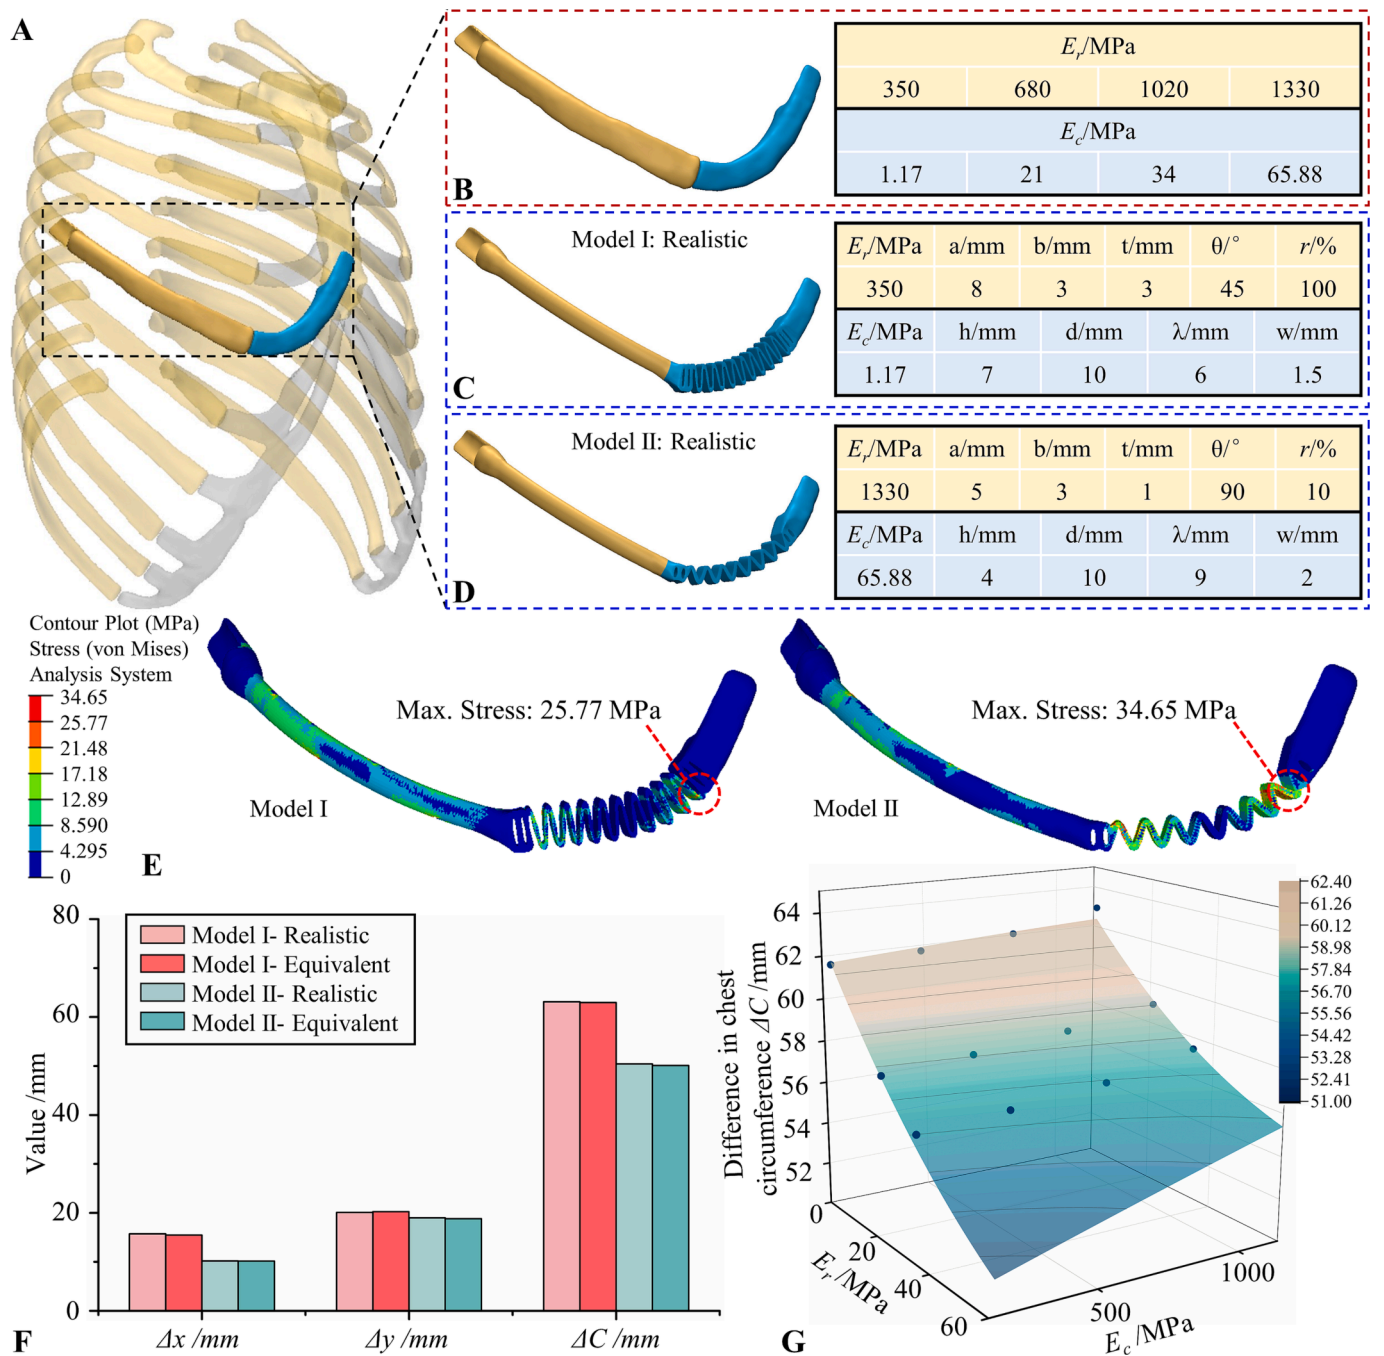 A
B
E_r/MPa
350 680 1020 1330
E_c/MPa
1.17 21 34 65.88
Model I: Realistic
C
E_r/MPa a/mm b/mm t/mm θ/° r/%
350 8 3 3 45 100
E_c/MPa h/mm d/mm λ/mm w/mm
1.17 7 10 6 1.5
Model II: Realistic
D
E_r/MPa a/mm b/mm t/mm θ/° r/%
1330 5 3 1 90 10
E_c/MPa h/mm d/mm λ/mm w/mm
65.88 4 10 9 2
Contour Plot (MPa)
Stress (von Mises)
Analysis System
34.65
25.77
21.48
17.18
12.89
8.590
4.295
0
Max. Stress: 25.77 MPa
Model I
Max. Stress: 34.65 MPa
Model II
E
80
60
40
20
0
Value /mm
Model I- Realistic
Model I- Equivalent
Model II- Realistic
Model II- Equivalent
Δx /mm Δy /mm ΔC /mm
F
Difference in chest
circumference ΔC /mm
64
62
60
58
56
54
52
0
20
40
60
E_r /MPa
500
1000
E_c /MPa
62.40
61.26
60.12
58.98
57.84
56.70
55.56
54.42
53.28
52.41
51.00
G